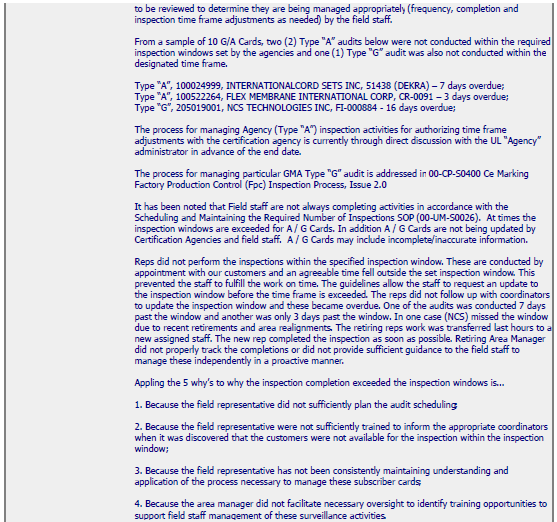 to be reviewed to determine they are being managed appropriately (frequency, completion and
inspection time frame adjustments as needed) by the field staff.
From a sample of 10 G/A Cards, two (2) Type "A" audits below were not conducted within the required
inspection windows set by the agencies and one (1) Type "G" audit was also not conducted within the
designated time frame.
Type "A", 100024999, INTERNATIONALCORD SETS INC, 51438 (DEKRA) – 7 days overdue;
Type "A", 100522264, FLEX MEMBRANE INTERNATIONAL CORP, CR-0091 – 3 days overdue;
Type "G", 205019001, NCS TECHNOLOGIES INC, FI-000884 - 16 days overdue;
The process for managing Agency (Type "A") inspection activities for authorizing time frame
adjustments with the certification agency is currently through direct discussion with the UL "Agency"
administrator in advance of the end date.
The process for managing particular GMA Type "G" audit is addressed in 00-CP-S0400 Ce Marking
Factory Production Control (Fpc) Inspection Process, Issue 2.0
It has been noted that Field staff are not always completing activities in accordance with the
Scheduling and Maintaining the Required Number of Inspections SOP (00-UM-S0026). At times the
inspection windows are exceeded for A / G Cards. In addition A / G Cards are not being updated by
Certification Agencies and field staff. A / G Cards may include incomplete/inaccurate information.
Reps did not perform the inspections within the specified inspection window. These are conducted by
appointment with our customers and an agreeable time fell outside the set inspection window. This
prevented the staff to fulfill the work on time. The guidelines allow the staff to request an update to
the inspection window before the time frame is exceeded. The reps did not follow up with coordinators
to update the inspection window and these became overdue. One of the audits was conducted 7 days
past the window and another was only 3 days past the window. In one case (NCS) missed the window
due to recent retirements and area realignments. The retiring reps work was transferred last hours to a
new assigned staff. The new rep completed the inspection as soon as possible. Retiring Area Manager
did not properly track the completions or did not provide sufficient guidance to the field staff to
manage these independently in a proactive manner.
Appling the 5 why's to why the inspection completion exceeded the inspection windows is...
1. Because the field representative did not sufficiently plan the audit scheduling;
2. Because the field representative were not sufficiently trained to inform the appropriate coordinators
when it was discovered that the customers were not available for the inspection within the inspection
window;
3. Because the field representative has not been consistently maintaining understanding and
application of the process necessary to manage these subscriber cards;
4. Because the area manager did not facilitate necessary oversight to identify training opportunities to
support field staff management of these surveillance activities.